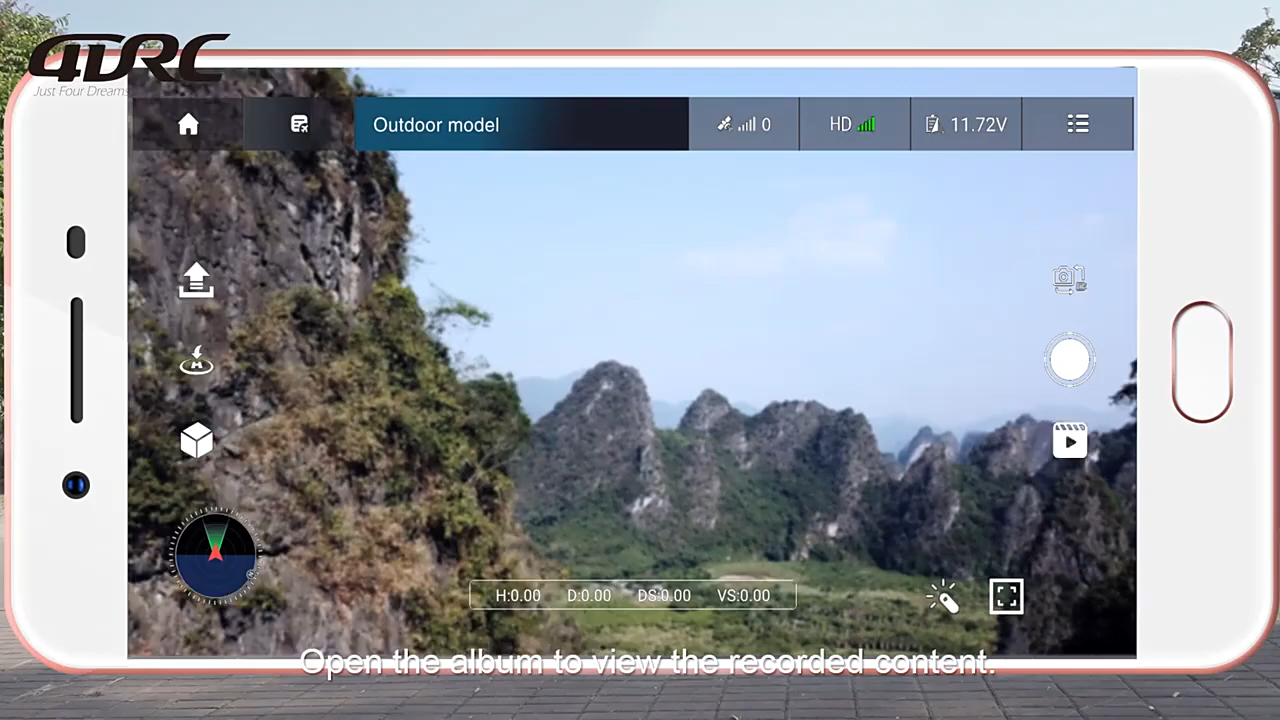 4DRC
Just Four Dreams
Outdoor model
0
HD
11.72V
H:0.00 D:0.00 DS:0.00 VS:0.00
Open the album to view the recorded content.